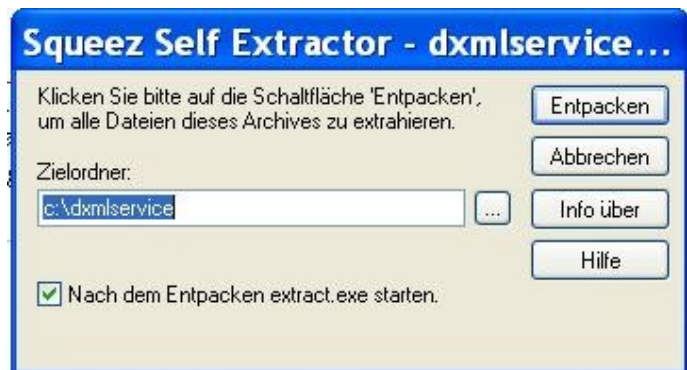 Squeez Self Extractor - dxmlservice...
Klicken Sie bitte auf die Schaltfläche 'Entpacken',
um alle Dateien dieses Archives zu extrahieren.
Zielordner:
c:\dxmlservice
...
Nach dem Entpacken extract.exe starten.
Entpacken
Abbrechen
Info über
Hilfe